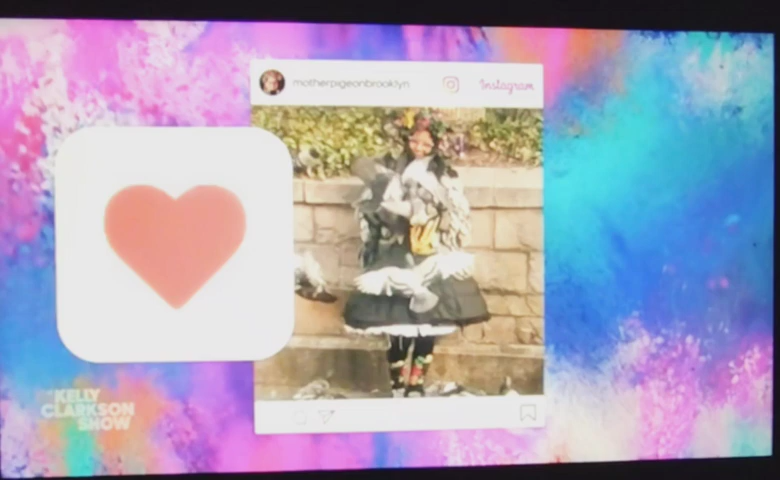 motherpigeonbrooklyn
Instagram
THE
KELLY
CLARKSON
SHOW